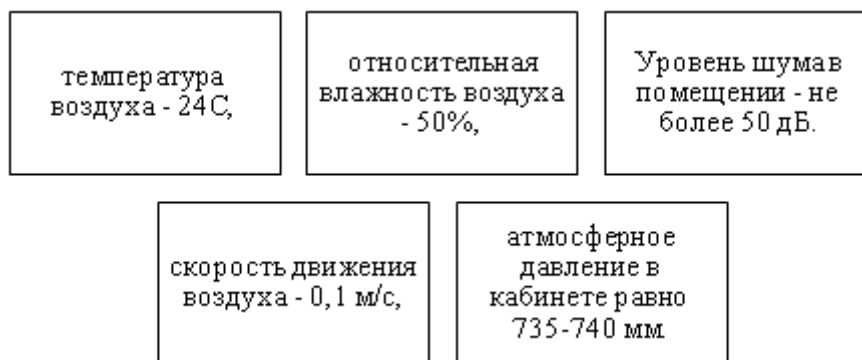 температура
воздуха - 24С,
относительная
влажность воздуха
- 50%,
Уровень шума в
помещении - не
более 50 дБ.
скорость движения
воздуха - 0,1 м/с,
атмосферное
давление в
кабинете равно
735-740 мм.